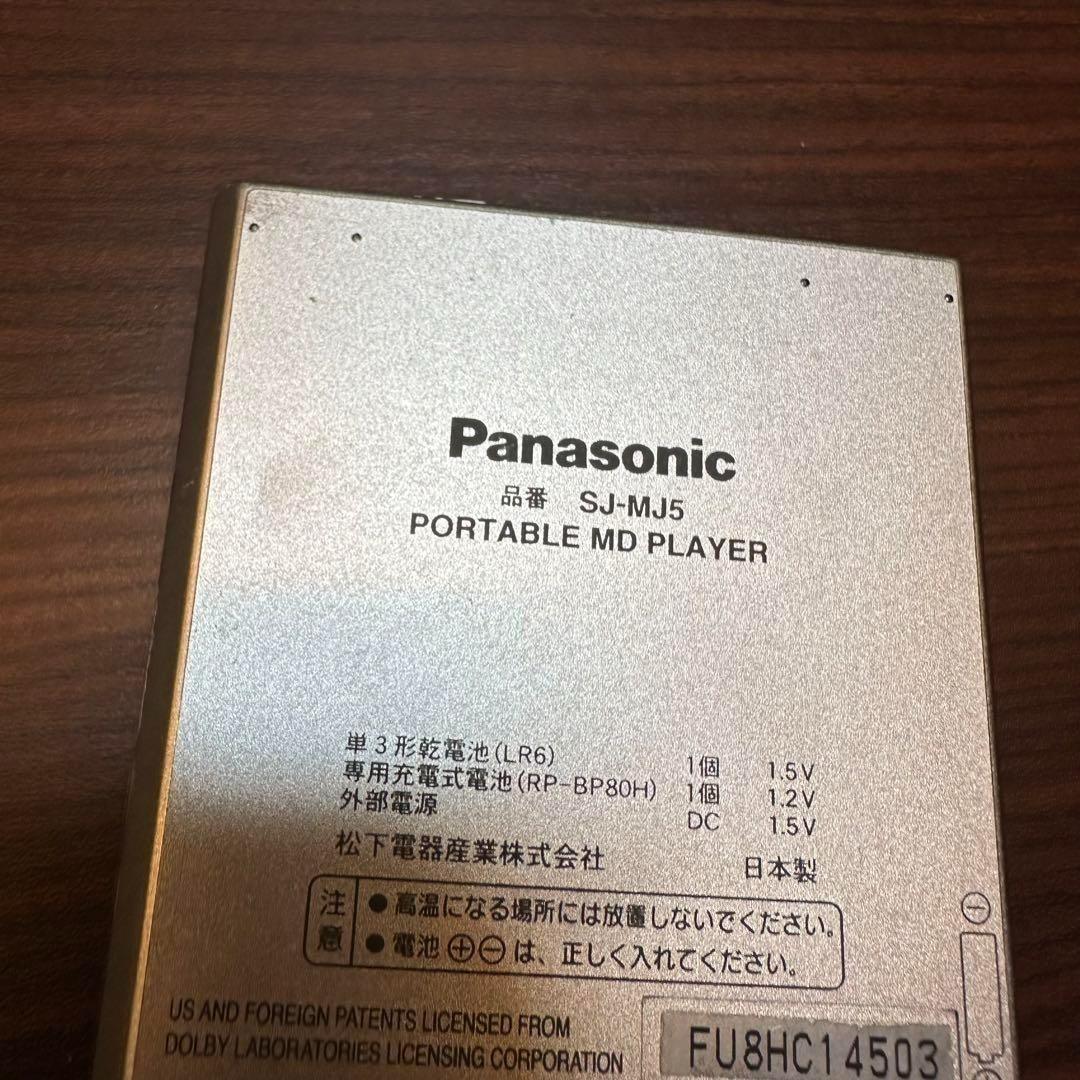 Panasonic
品番 SJ-MJ5
PORTABLE MD PLAYER
単3形乾電池(LR6) 1個 1.5V
専用充電式電池(RP-BP80H) 1個 1.2V
外部電源 DC 1.5V
松下電器産業株式会社 日本製
注意
●高温になる場所には放置しないでください。
●電池⊕⊖は、正しく入れてください。
⊕
US AND FOREIGN PATENTS LICENSED FROM
DOLBY LABORATORIES LICENSING CORPORATION
FU8HC14503